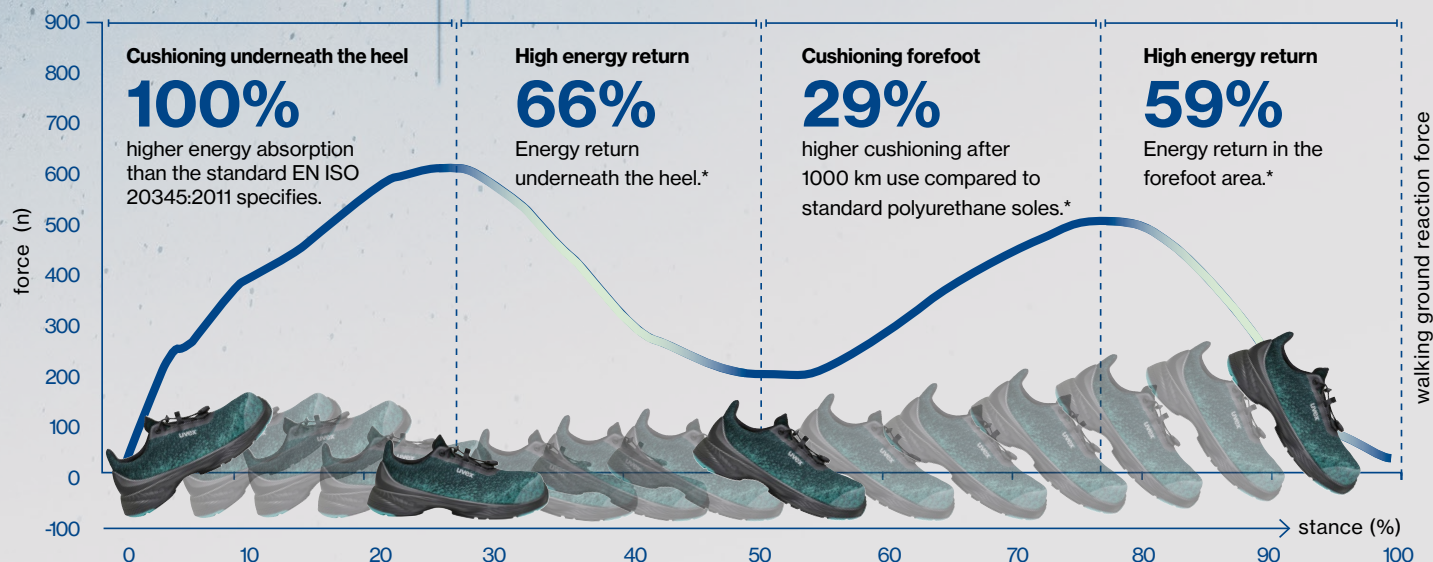 900
800
700
600
500
400
300
200
100
0
-100
force (n)
Cushioning underneath the heel
100%
higher energy absorption
than the standard EN ISO
20345:2011 specifies.
High energy return
66%
Energy return
underneath the heel.*
Cushioning forefoot
29%
higher cushioning after
1000 km use compared to
standard polyurethane soles.*
High energy return
59%
Energy return in the
forefoot area.*
walking ground reaction force
uvex
uvex
uvex
uvex
stance (%)
0 10 20 30 40 50 60 70 80 90 100